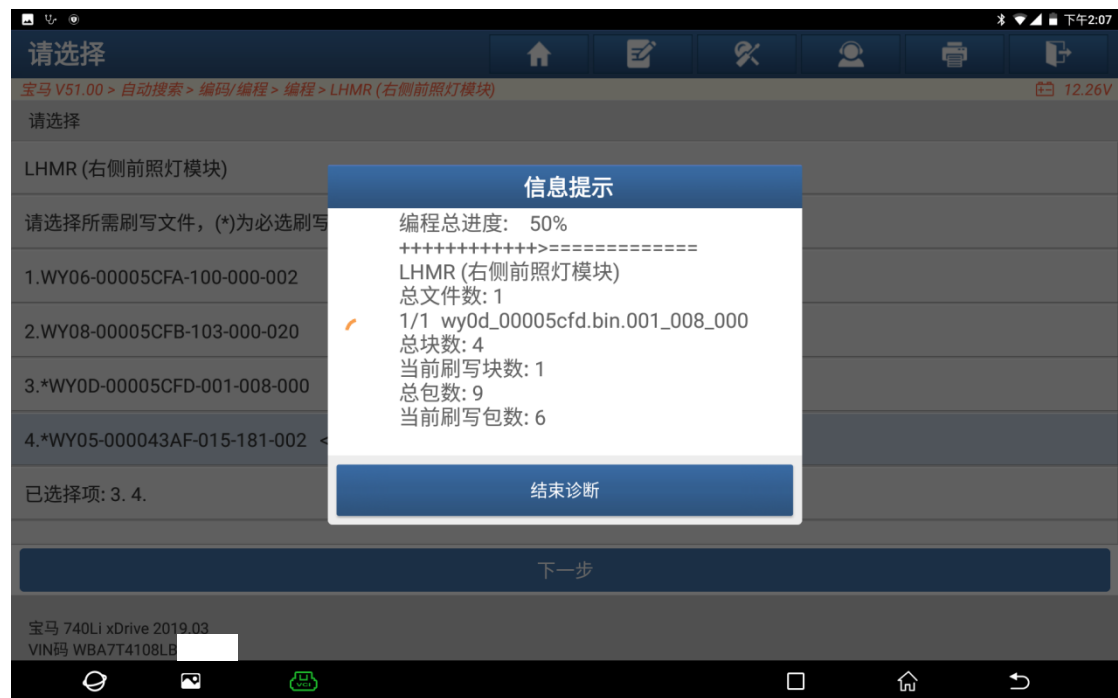 下午2:07
请选择
宝马 V51.00 > 自动搜索 > 编码/编程 > 编程 > LHMR (右侧前照灯模块)
12.26V
请选择
LHMR (右侧前照灯模块)
请选择所需刷写文件，(*)为必选刷写
1.WY06-00005CFA-100-000-002
2.WY08-00005CFB-103-000-020
3.*WY0D-00005CFD-001-008-000
4.*WY05-000043AF-015-181-002 <
已选择项: 3. 4.
信息提示
编程总进度: 50%
++++++++++++>=============
LHMR (右侧前照灯模块)
总文件数: 1
1/1 wy0d_00005cfd.bin.001_008_000
总块数: 4
当前刷写块数: 1
总包数: 9
当前刷写包数: 6
结束诊断
下一步
宝马 740Li xDrive 2019.03
VIN码 WBA7T4108LB
VCI